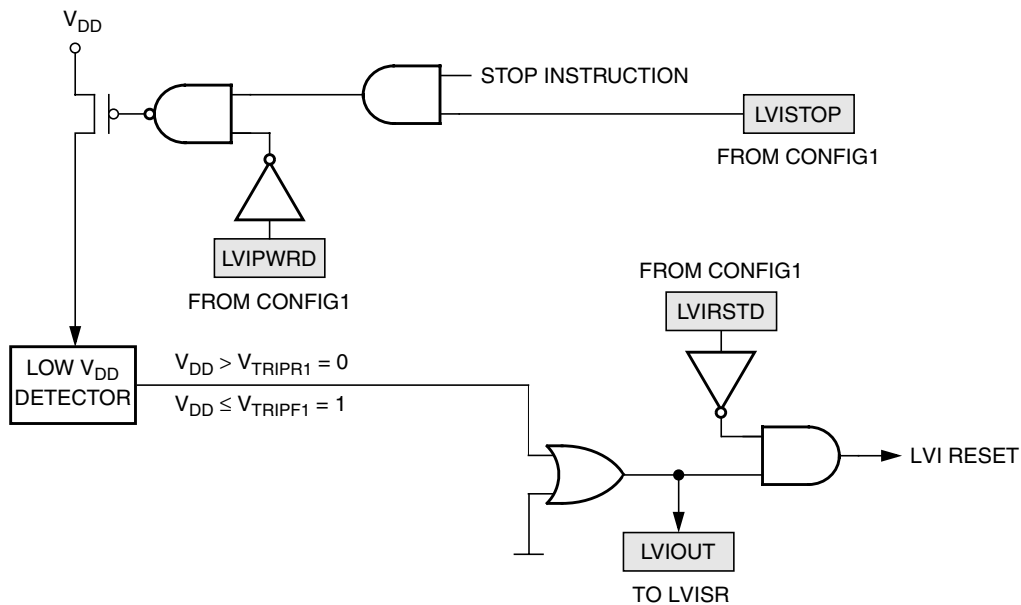 VDD
STOP INSTRUCTION
LVISTOP
FROM CONFIG1
LVIPWRD
FROM CONFIG1
FROM CONFIG1
LVIRSTD
LOW VDD
DETECTOR
VDD > VTRIPR1 = 0
VDD ≤ VTRIPF1 = 1
LVI RESET
LVIOUT
TO LVISR